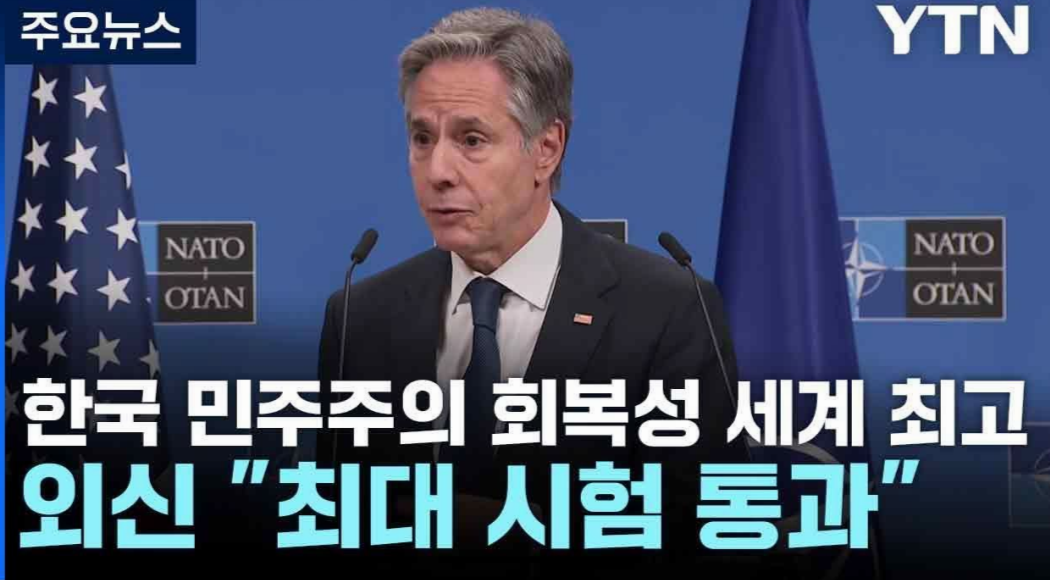 주요뉴스
YTN
NATO
OTAN
NATO
OTAN
한국 민주주의 회복성 세계 최고
외신 "최대 시험 통과"